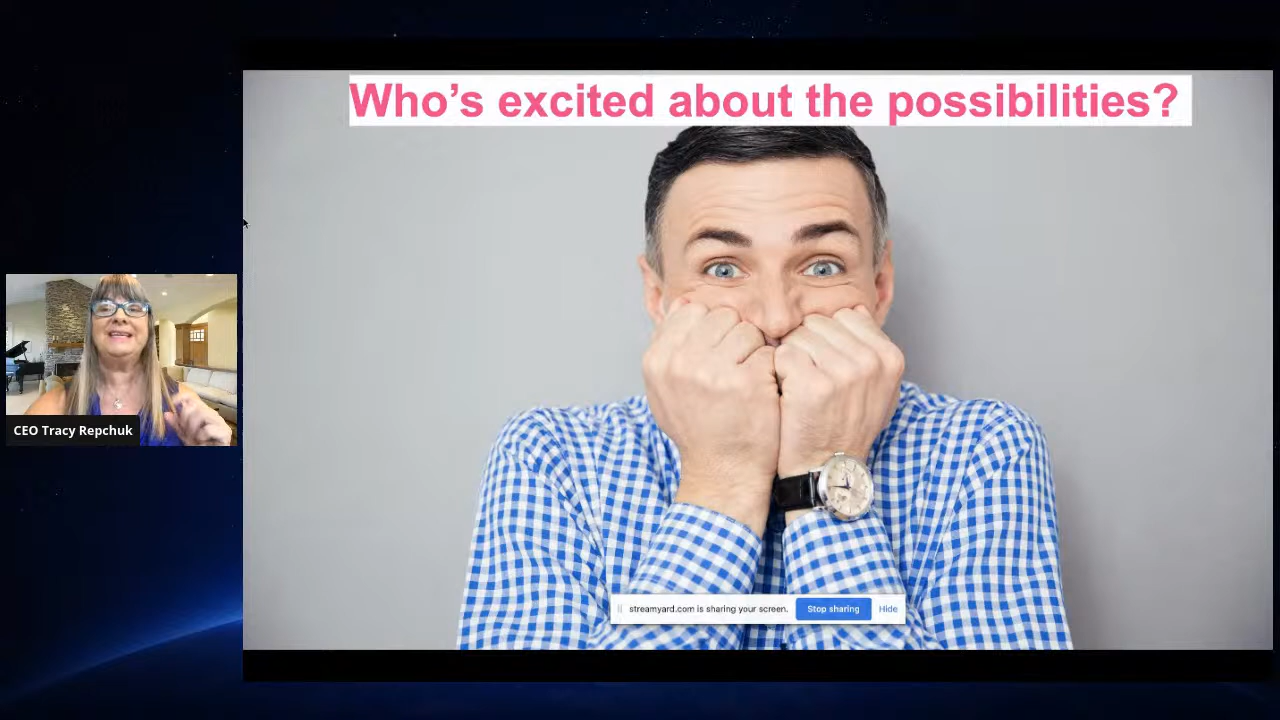 Who's excited about the possibilities?
CEO Tracy Repchuk
streamyard.com is sharing your screen.
Stop sharing
Hide